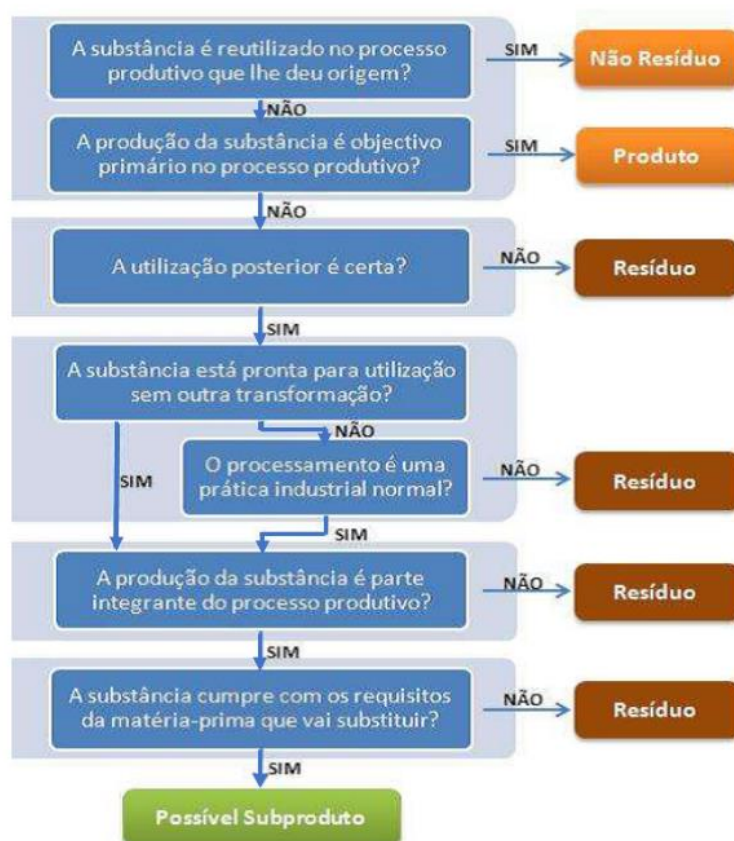 A substância é reutilizado no processo
produtivo que lhe deu origem?
SIM
Não Resíduo
NÃO
A produção da substância é objectivo
primário no processo produtivo?
SIM
Produto
NÃO
A utilização posterior é certa?
NÃO
Resíduo
SIM
A substância está pronta para utilização
sem outra transformação?
NÃO
SIM
O processamento é uma
prática industrial normal?
NÃO
Resíduo
SIM
A produção da substância é parte
integrante do processo produtivo?
NÃO
Resíduo
SIM
A substância cumpre com os requisitos
da matéria-prima que vai substituir?
NÃO
Resíduo
SIM
Possível Subproduto